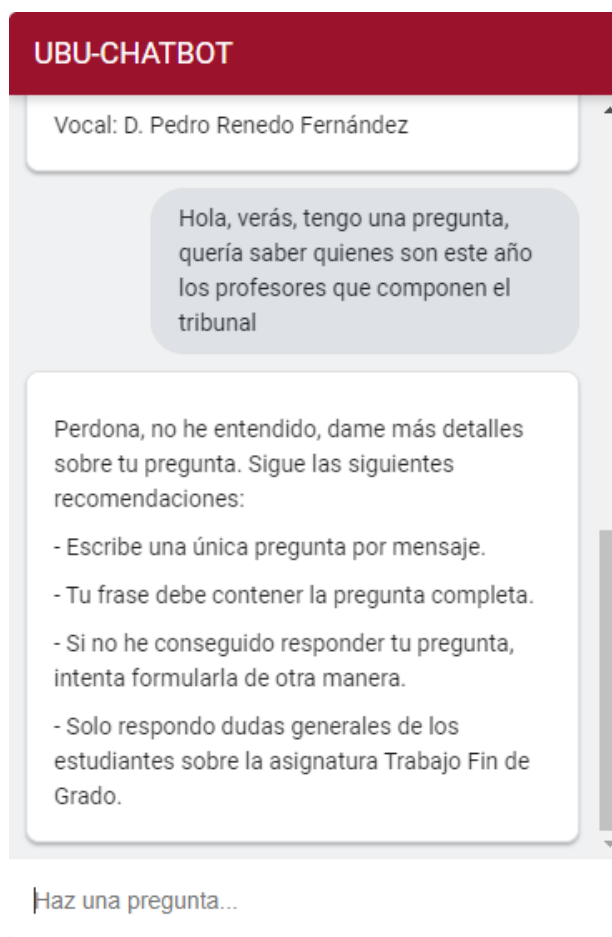 UBU-CHATBOT
Vocal: D. Pedro Renedo Fernández
Hola, verás, tengo una pregunta,
quería saber quienes son este año
los profesores que componen el
tribunal
Perdona, no he entendido, dame más detalles
sobre tu pregunta. Sigue las siguientes
recomendaciones:
- Escribe una única pregunta por mensaje.
- Tu frase debe contener la pregunta completa.
- Si no he conseguido responder tu pregunta,
intenta formularla de otra manera.
- Solo respondo dudas generales de los
estudiantes sobre la asignatura Trabajo Fin de
Grado.
Haz una pregunta...